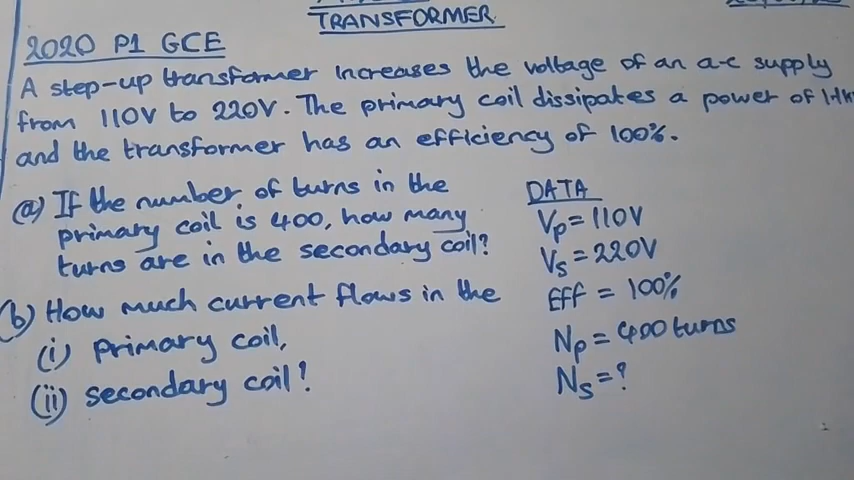 TRANSFORMER
2020 P1 GCE
A step-up transformer increases the voltage of an a-c supply
from 110V to 220V. The primary coil dissipates a power of
and the transformer has an efficiency of 100%.
(a) If the number of turns in the
primary coil is 400, how many
turns are in the secondary coil?
(b) How much current flows in the
(i) primary coil,
(ii) secondary coil?
DATA
Vp = 110V
Vs = 220V
EFF = 100%
Np = 400 turns
Ns = ?